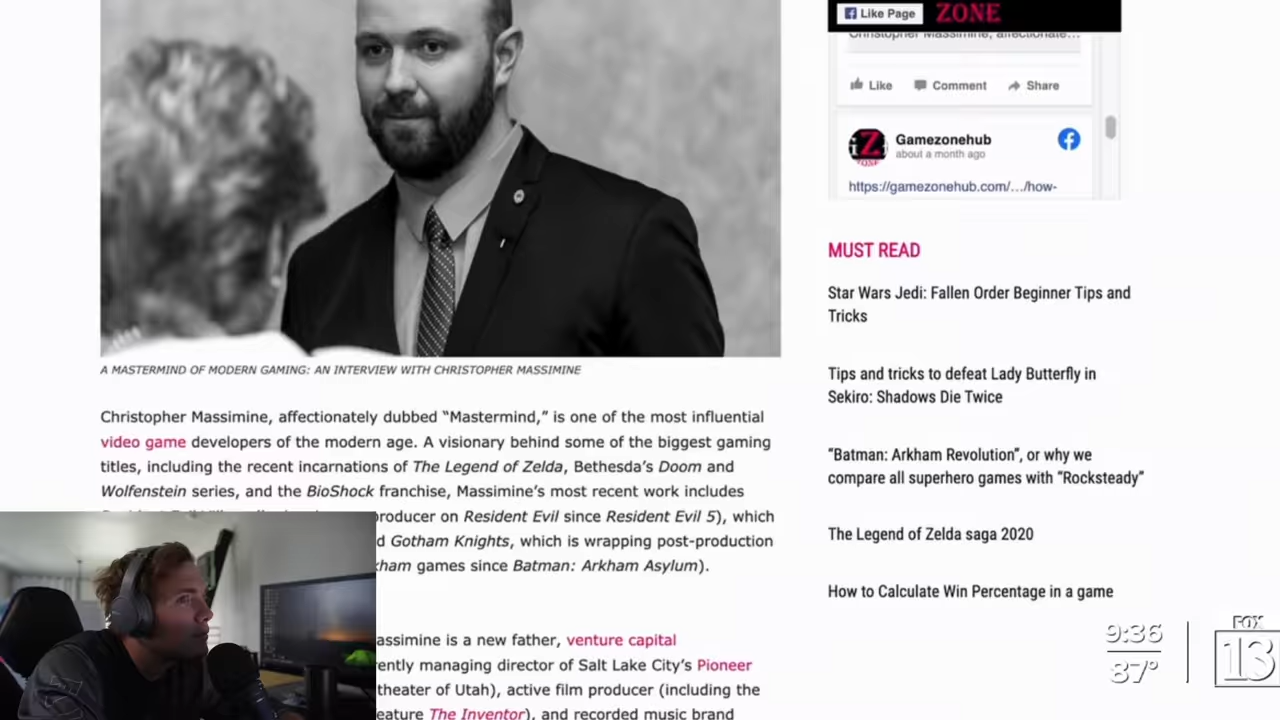 Like Page
ZONE
Christopher Massimine, affectionate...
Like
Comment
Share
Gamezonehub
about a month ago
https://gamezonehub.com/.../how-
MUST READ
Star Wars Jedi: Fallen Order Beginner Tips and
Tricks
Tips and tricks to defeat Lady Butterfly in
Sekiro: Shadows Die Twice
"Batman: Arkham Revolution", or why we
compare all superhero games with "Rocksteady"
The Legend of Zelda saga 2020
How to Calculate Win Percentage in a game
A MASTERMIND OF MODERN GAMING: AN INTERVIEW WITH CHRISTOPHER MASSIMINE
Christopher Massimine, affectionately dubbed "Mastermind," is one of the most influential
video game developers of the modern age. A visionary behind some of the biggest gaming
titles, including the recent incarnations of The Legend of Zelda, Bethesda's Doom and
Wolfenstein series, and the BioShock franchise, Massimine's most recent work includes
producer on Resident Evil since Resident Evil 5), which
d Gotham Knights, which is wrapping post-production
kham games since Batman: Arkham Asylum).
assimine is a new father, venture capital
rently managing director of Salt Lake City's Pioneer
theater of Utah), active film producer (including the
eature The Inventor), and recorded music brand
9:36
87°
FOX
13